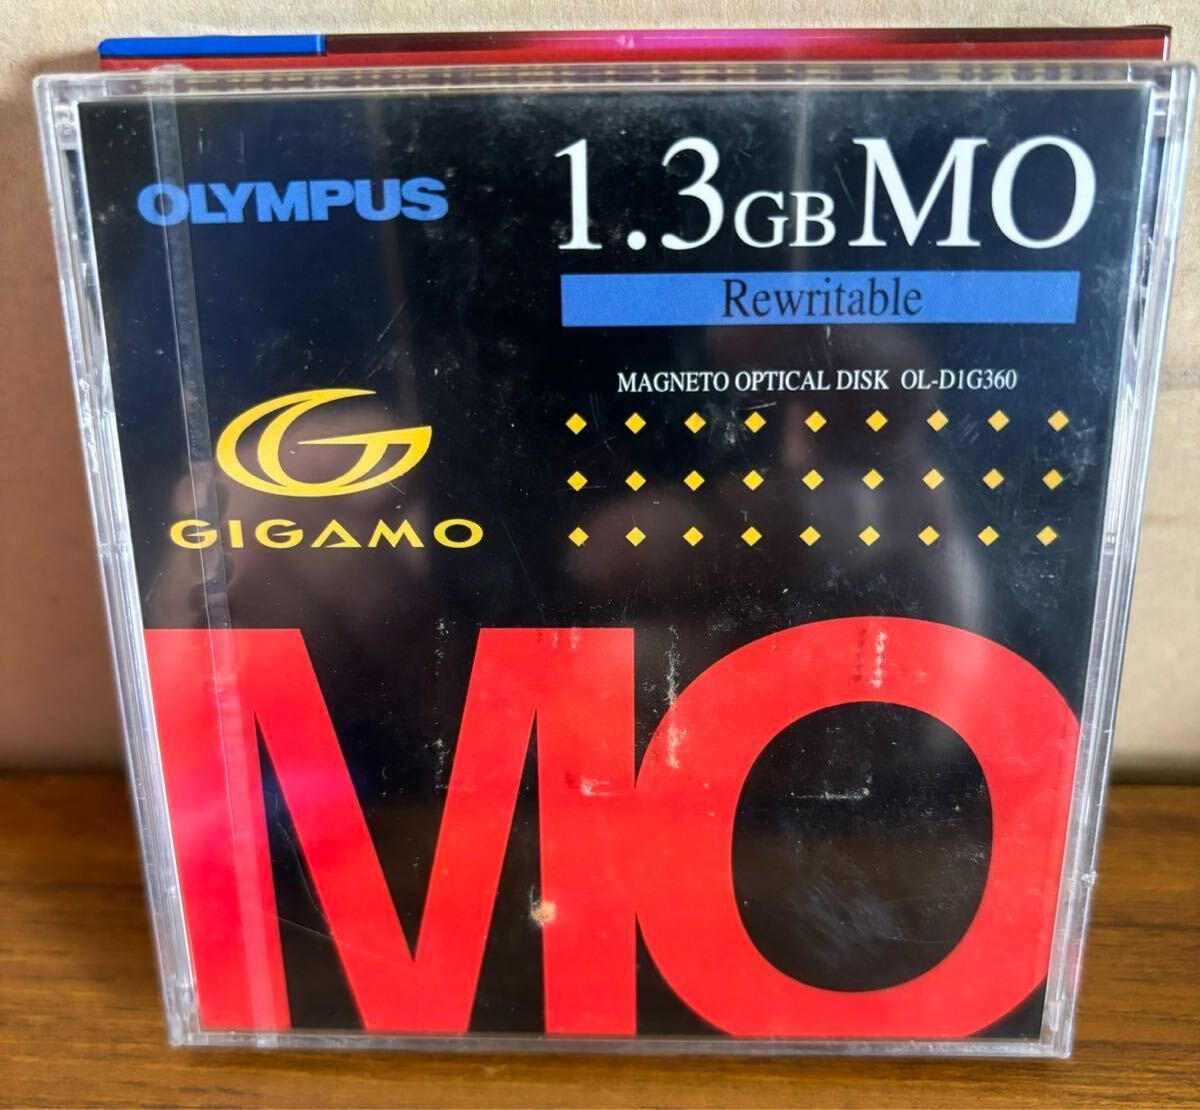 OLYMPUS
1.3GB MO
Rewritable
MAGNETO OPTICAL DISK OL-D1G360
GIGAMO
MO